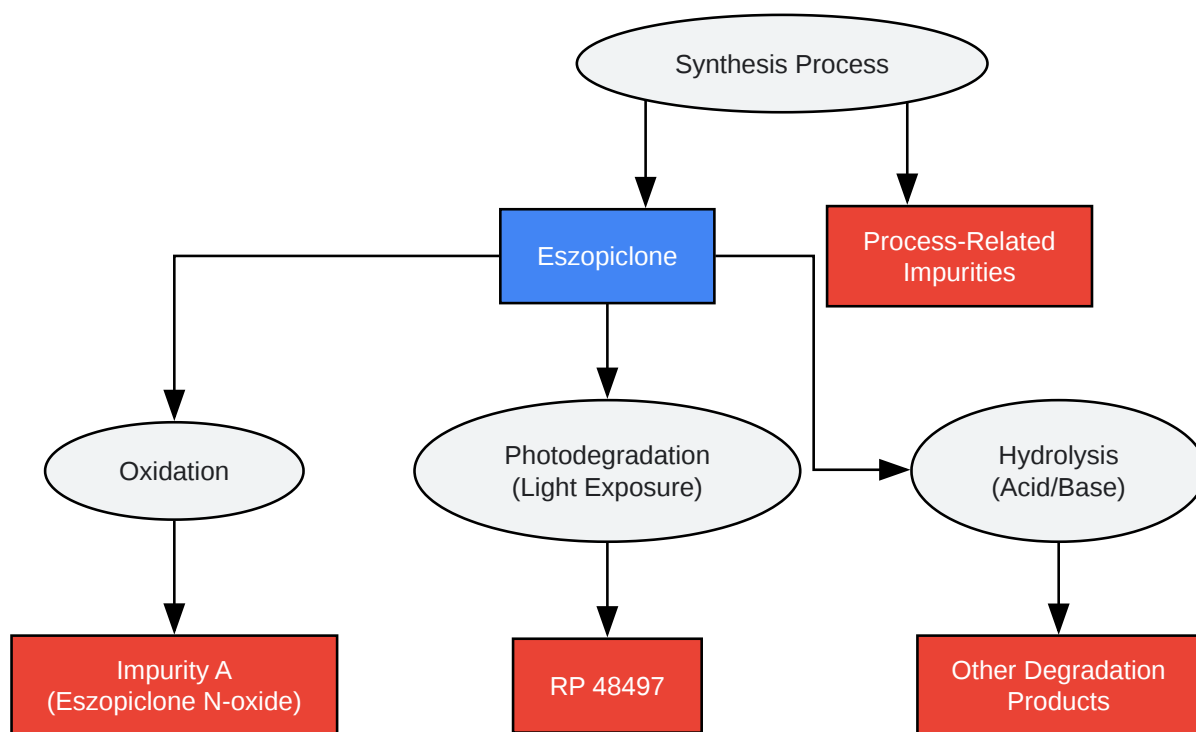 Synthesis Process
Eszopiclone
Process-Related
Impurities
Oxidation
Photodegradation
(Light Exposure)
Hydrolysis
(Acid/Base)
Impurity A
(Eszopiclone N-oxide)
RP 48497
Other Degradation
Products